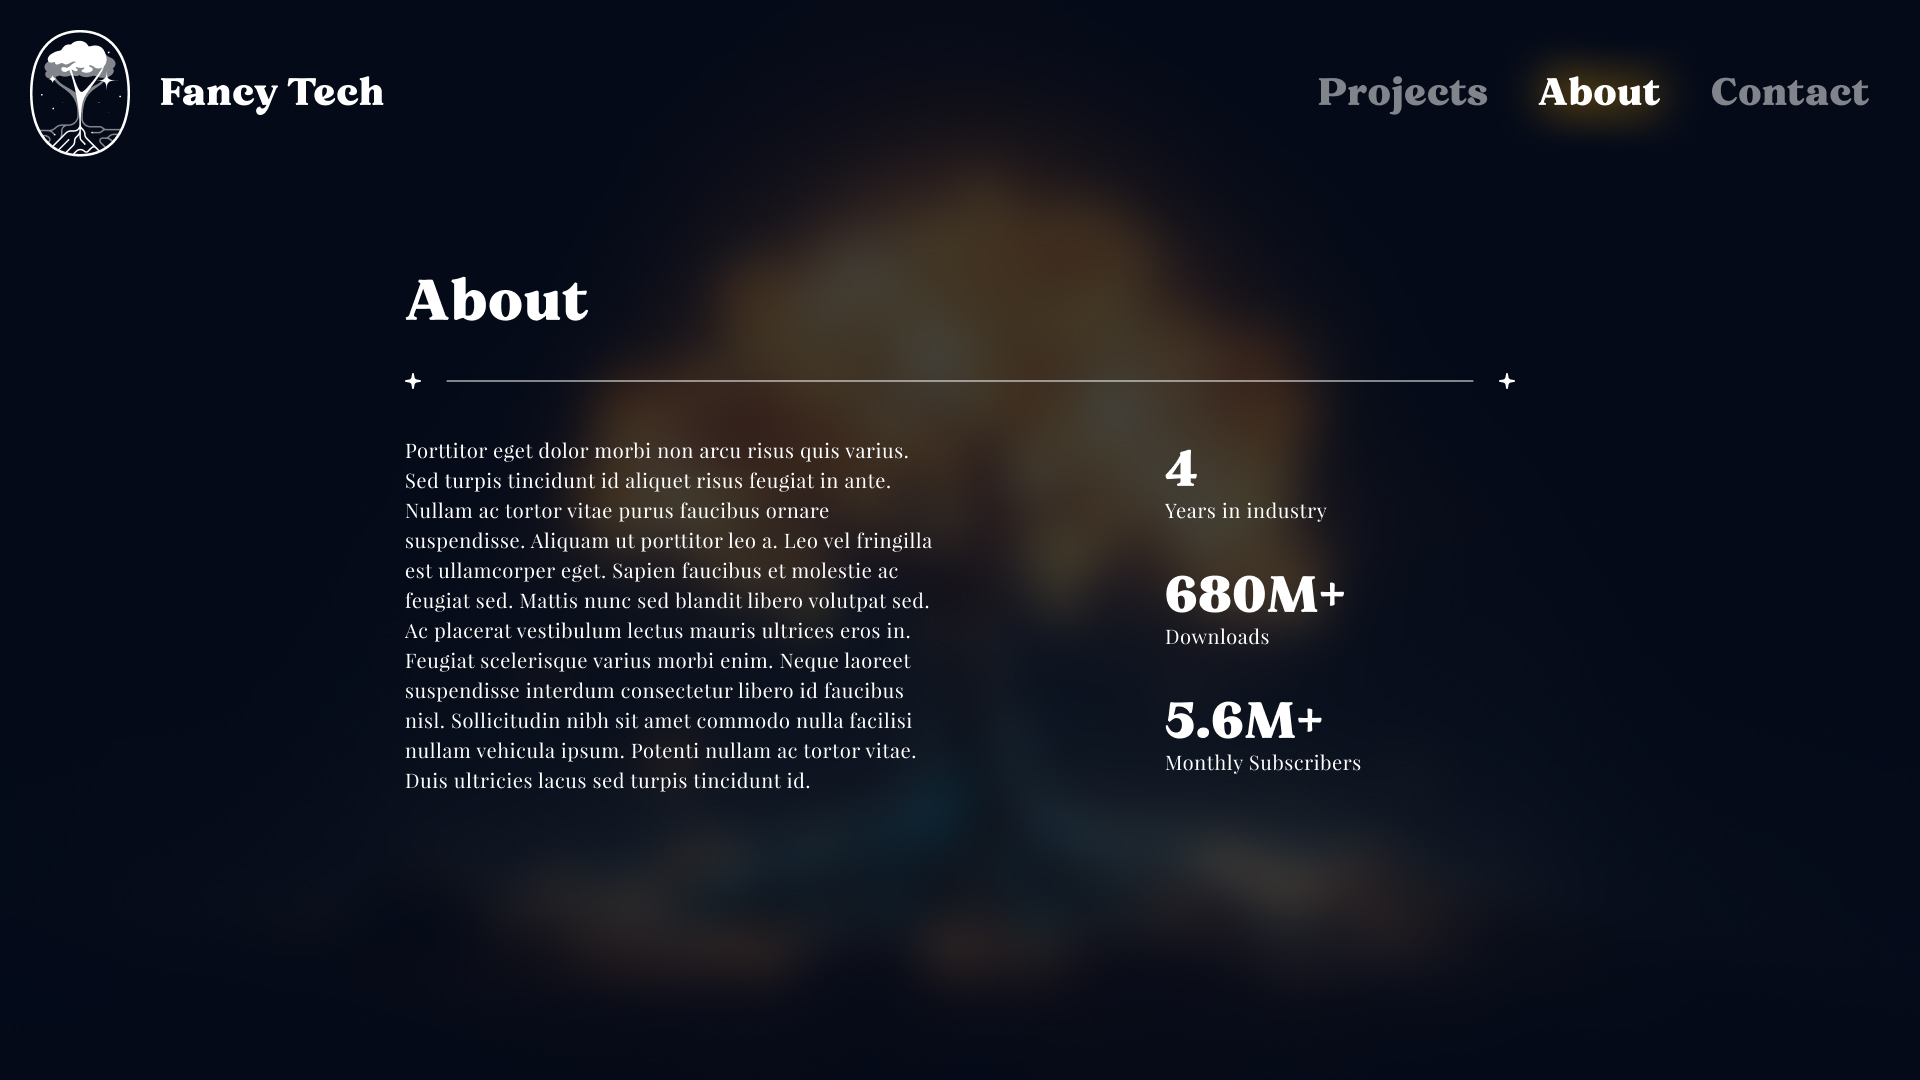 Fancy Tech
Projects
About
Contact
About
Porttitor eget dolor morbi non arcu risus quis varius.
Sed turpis tincidunt id aliquet risus feugiat in ante.
Nullam ac tortor vitae purus faucibus ornare
suspendisse. Aliquam ut porttitor leo a. Leo vel fringilla
est ullamcorper eget. Sapien faucibus et molestie ac
feugiat sed. Mattis nunc sed blandit libero volutpat sed.
Ac placerat vestibulum lectus mauris ultrices eros in.
Feugiat scelerisque varius morbi enim. Neque laoreet
suspendisse interdum consectetur libero id faucibus
nisl. Sollicitudin nibh sit amet commodo nulla facilisi
nullam vehicula ipsum. Potenti nullam ac tortor vitae.
Duis ultricies lacus sed turpis tincidunt id.
4
Years in industry
680M+
Downloads
5.6M+
Monthly Subscribers